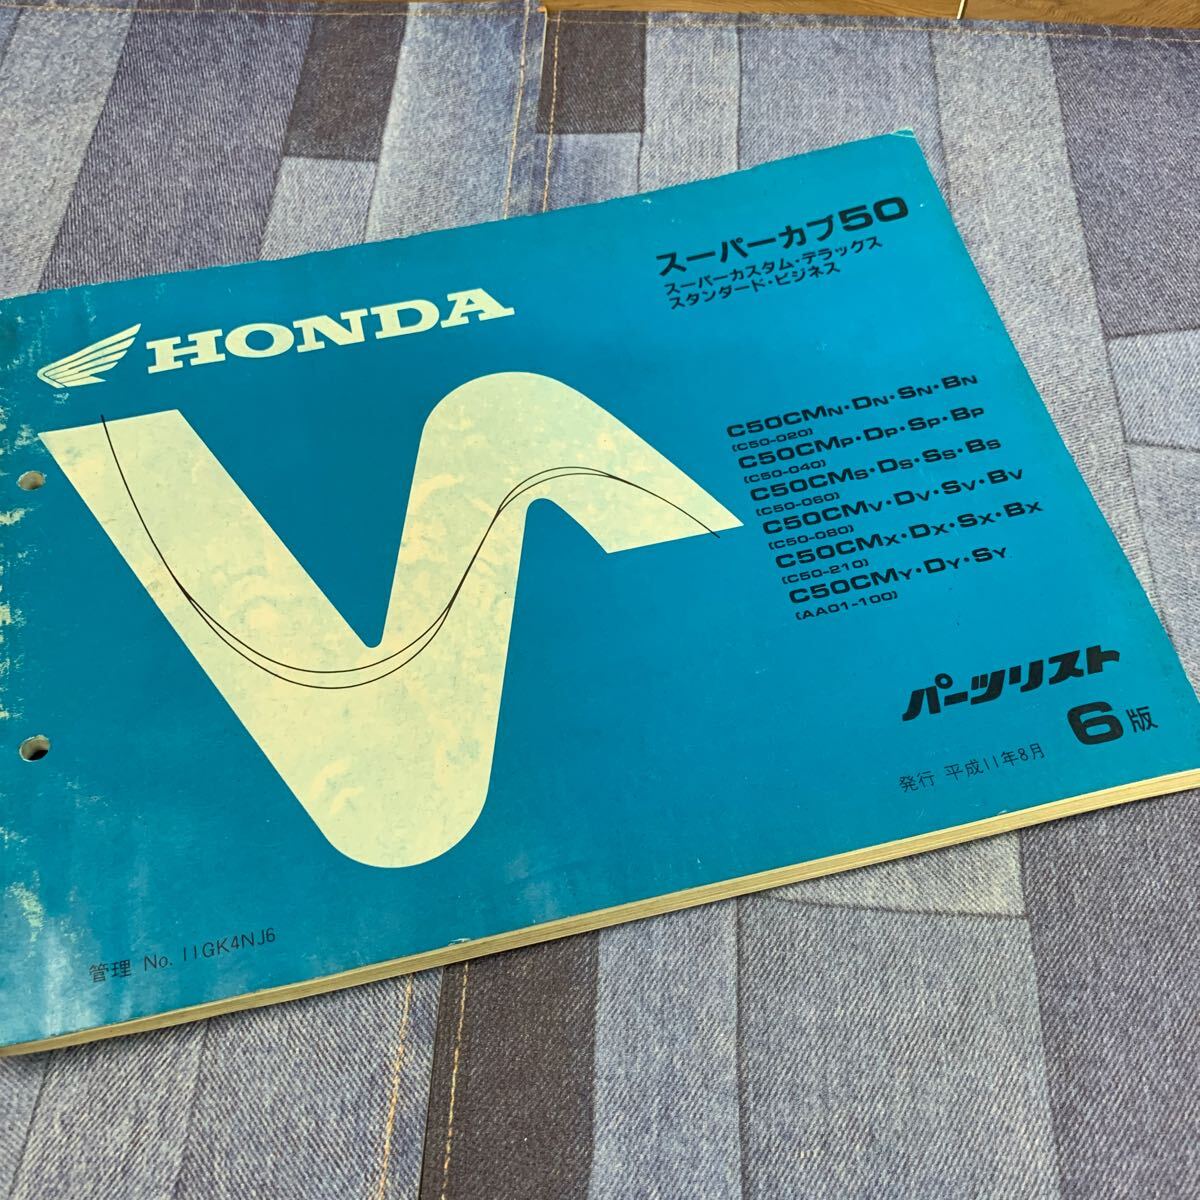 HONDA
スーパーカブ50
スーパーカスタム・デラックス
スタンダード・ビジネス
C50CMN・DN・SN・BN
(C50-020)
C50CMP・DP・SP・BP
(C50-040)
C50CMS・DS・SS・BS
(C50-060)
C50CMV・DV・SV・BV
(C50-080)
C50CMX・DX・SX・BX
(C50-210)
C50CMY・DY・SY
(AA01-100)
パーツリスト
6版
発行 平成11年8月
管理 No. 11GK4NJ6